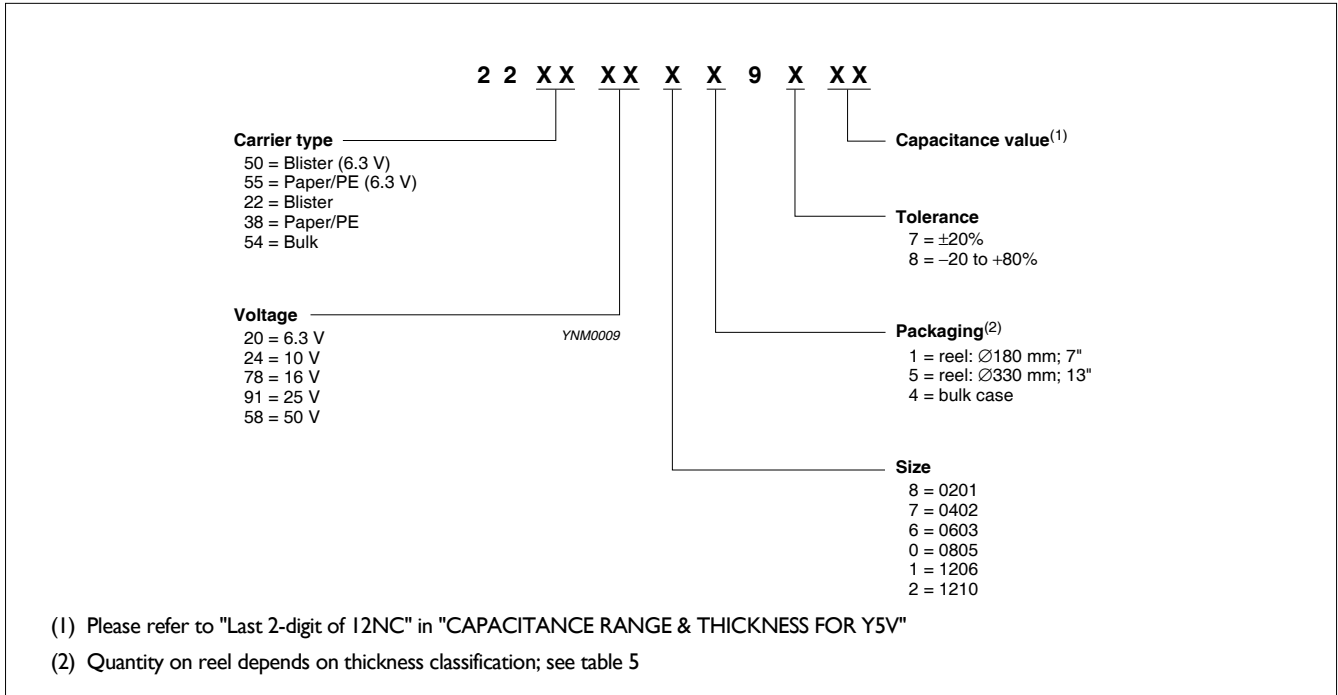 2 2 X X X X X X 9 X X X
Carrier type
50 = Blister (6.3 V)
55 = Paper/PE (6.3 V)
22 = Blister
38 = Paper/PE
54 = Bulk
Voltage
20 = 6.3 V
24 = 10 V
78 = 16 V
91 = 25 V
58 = 50 V
YNM0009
Capacitance value(1)
Tolerance
7 = ±20%
8 = −20 to +80%
Packaging(2)
1 = reel: ∅180 mm; 7"
5 = reel: ∅330 mm; 13"
4 = bulk case
Size
8 = 0201
7 = 0402
6 = 0603
0 = 0805
1 = 1206
2 = 1210
(1) Please refer to "Last 2-digit of 12NC" in "CAPACITANCE RANGE & THICKNESS FOR Y5V"
(2) Quantity on reel depends on thickness classification; see table 5